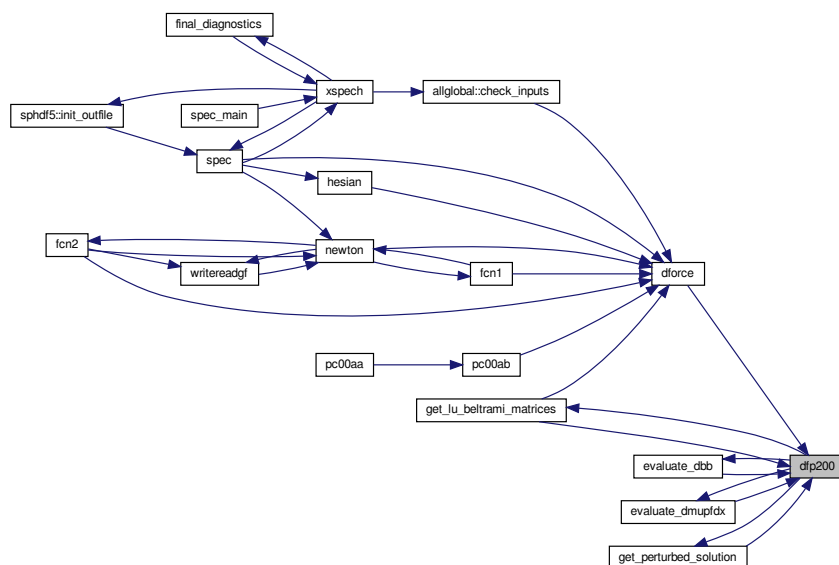 final_diagnostics
xspech
allglobal::check_inputs
sphdf5::init_outfile
spec_main
spec
hesian
fcn2
newton
writereadgf
fcn1
dforce
pc00aa
pc00ab
get_lu_beltrami_matrices
evaluate_dbb
dfp200
evaluate_dmupfdx
get_perturbed_solution